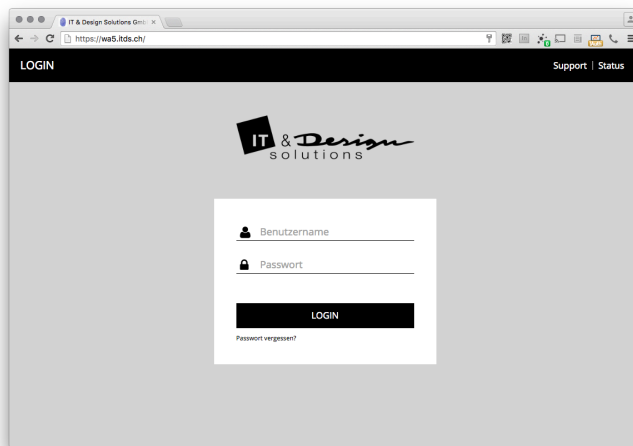 IT & Design Solutions Gmb
https://wa5.itds.ch/
LOGIN
Support | Status
IT & Design
solutions
Benutzername
Passwort
LOGIN
Passwort vergessen?